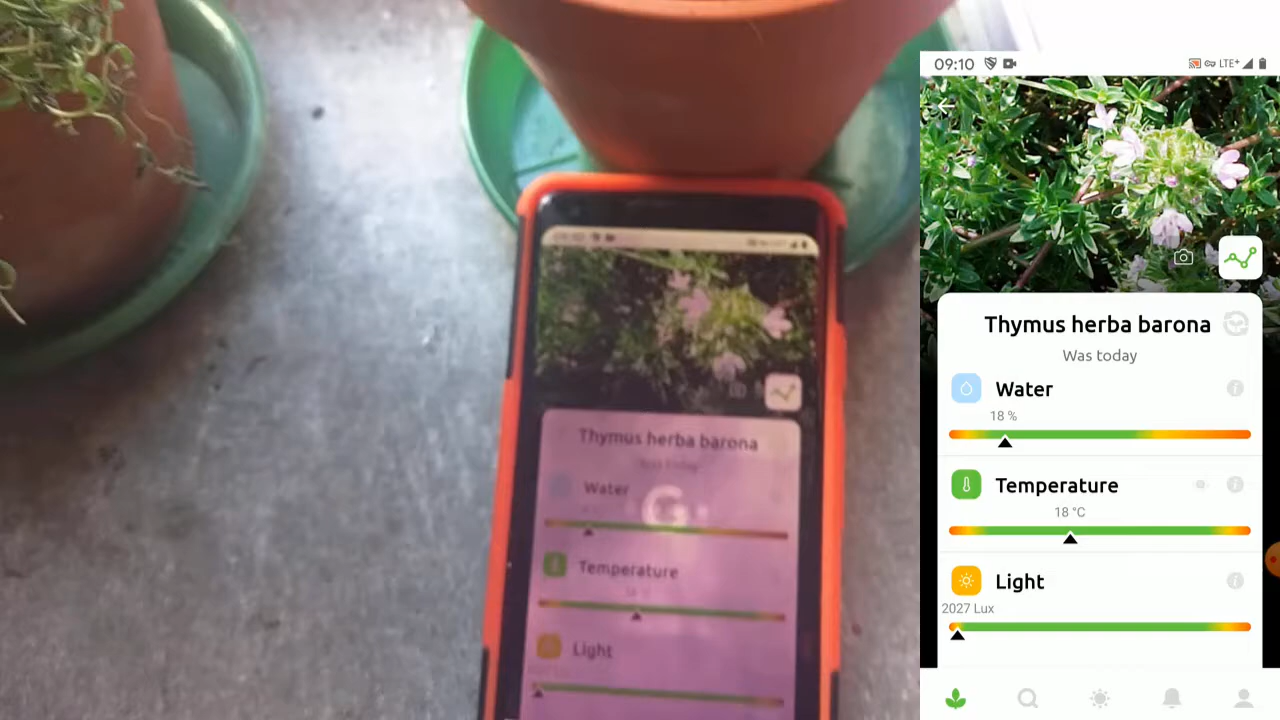 09:10
LTE+
Thymus herba barona
Was today
Water
18 %
Temperature
18 °C
Light
2027 Lux
Thymus herba barona
Water
G
Temperature
Light